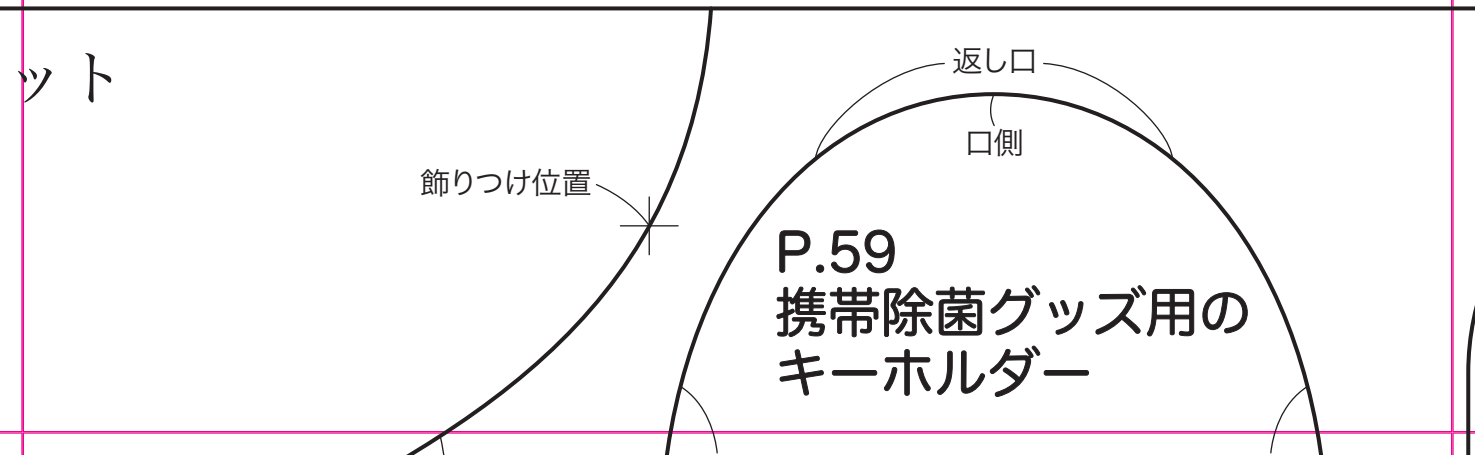 ット
返し口
口側
飾りつけ位置
P.59
携帯除菌グッズ用の
キーホルダー